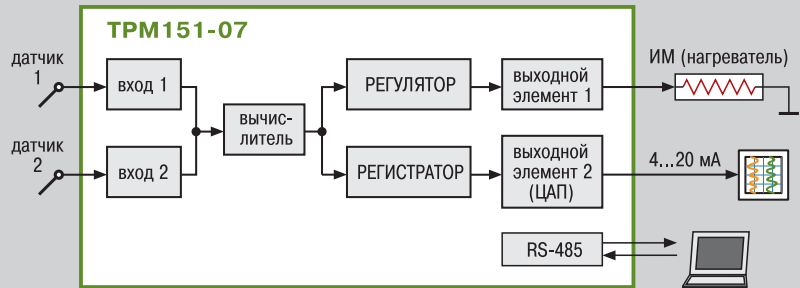 ТРМ151-07
датчик
1
вход 1
датчик
2
вход 2
вычис-
литель
РЕГУЛЯТОР
РЕГИСТРАТОР
выходной
элемент 1
выходной
элемент 2
(ЦАП)
RS-485
ИМ (нагреватель)
4...20 мА